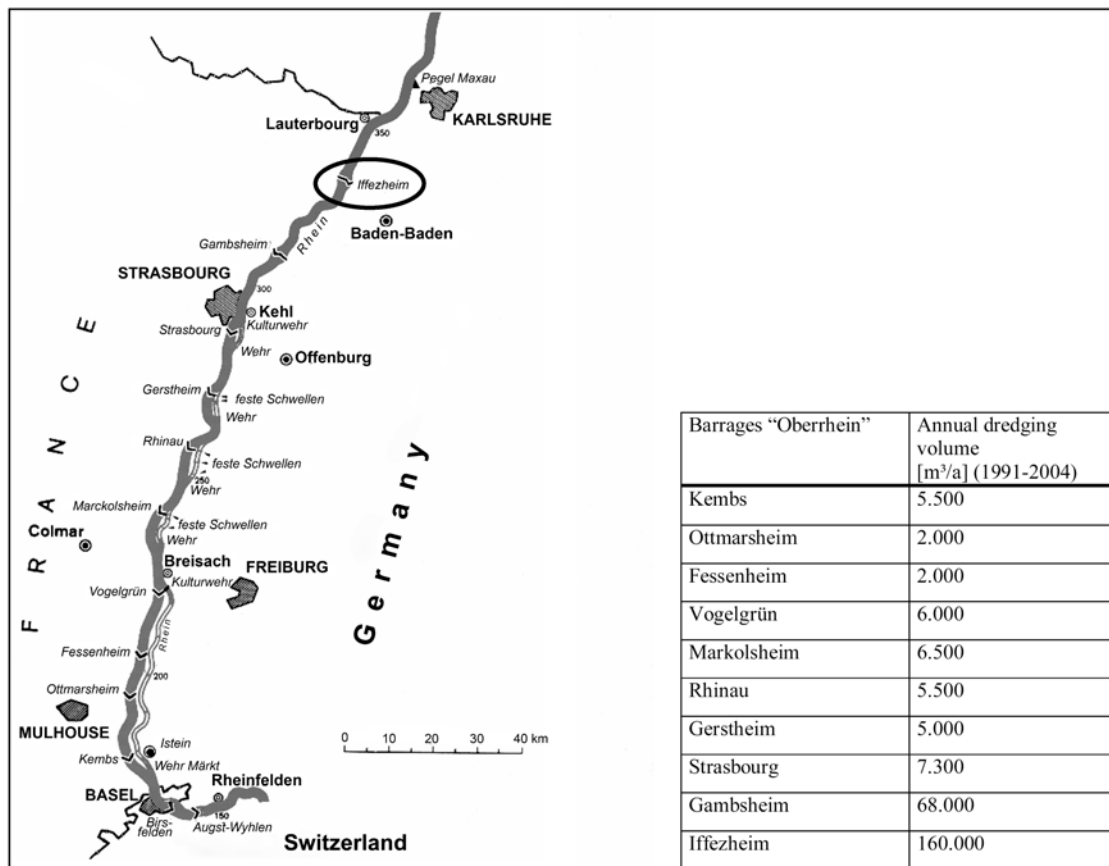 Pegel Maxau
KARLSRUHE
Lauterbourg
350
Iffezheim
Baden-Baden
Rhein
Gambsheim
STRASBOURG
300
Kehl
Kulturwehr
Strasbourg
Wehr
Offenburg
Gerstheim
feste Schwellen
Wehr
Rhinau
feste Schwellen
250
Wehr
Marckolsheim
feste Schwellen
Wehr
Colmar
Breisach
FREIBURG
Kulturwehr
Vogelgrün
Rhein
Fessenheim
200
Ottmarsheim
MULHOUSE
Istein
Kembs
Wehr Märkt
BASEL
Rheinfelden
Birs-
felden
150
Augst-Wyhlen
Switzerland
FRANCE
Germany
0 10 20 30 40 km
Barrages “Oberrhein” Annual dredging
volume
[m³/a] (1991-2004)
Kembs 5.500
Ottmarsheim 2.000
Fessenheim 2.000
Vogelgrün 6.000
Markolsheim 6.500
Rhinau 5.500
Gerstheim 5.000
Strasbourg 7.300
Gambsheim 68.000
Iffezheim 160.000